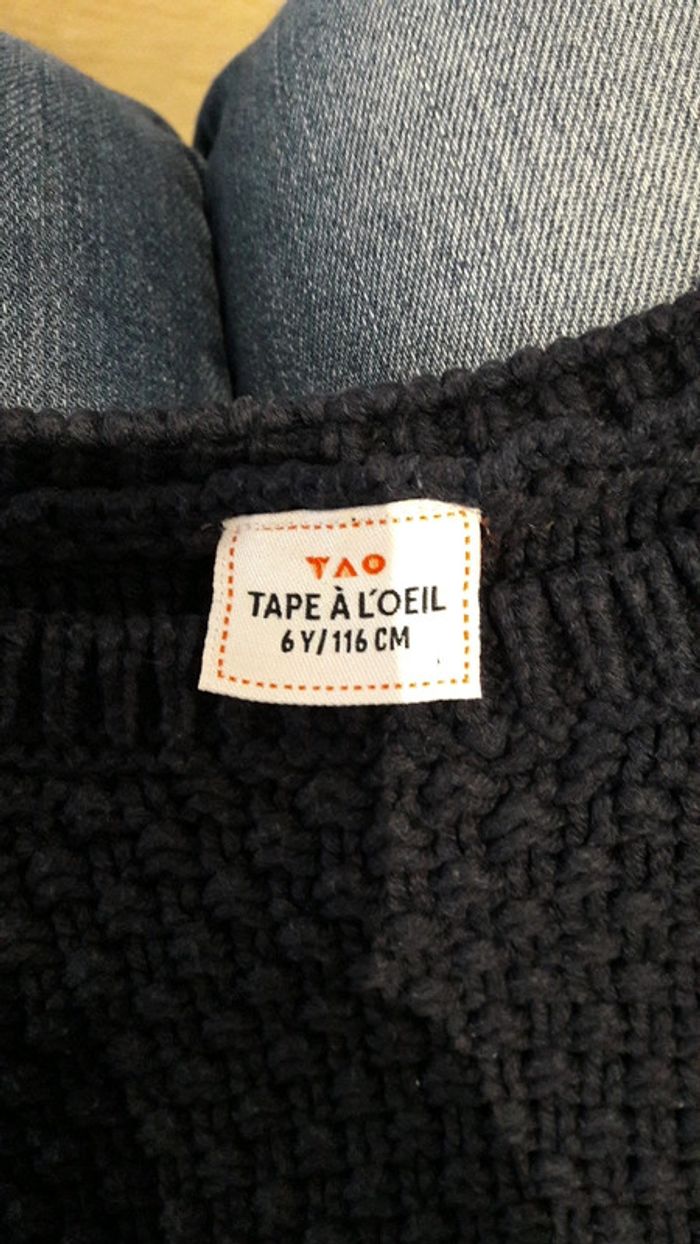 TAO
TAPE À L'OEIL
6 Y/116 CM